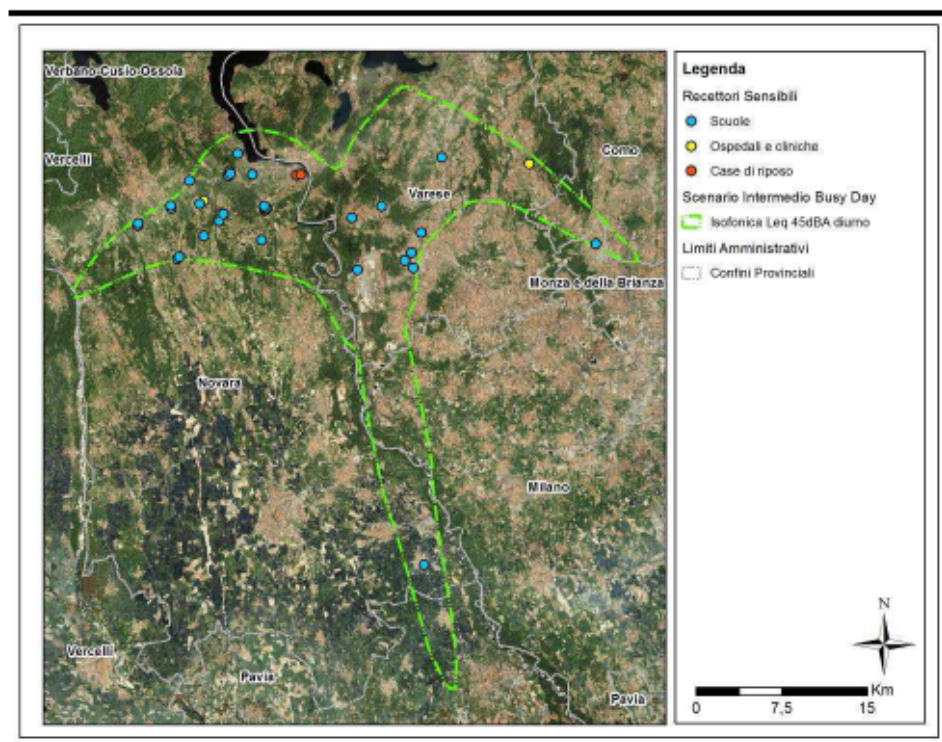 Verbano-Cusio-Ossola
Vercelli
Como
Varese
Monza e della Brianza
Novara
Milano
Vercelli
Pavia
Pavia
Legenda
Recettori Sensibili
Scuole
Ospedali e cliniche
Case di riposo
Scenario Intermedio Busy Day
Isofonica Leq 45dBA diurno
Limiti Amministrativi
Confini Provinciali
N
Km
0 7,5 15